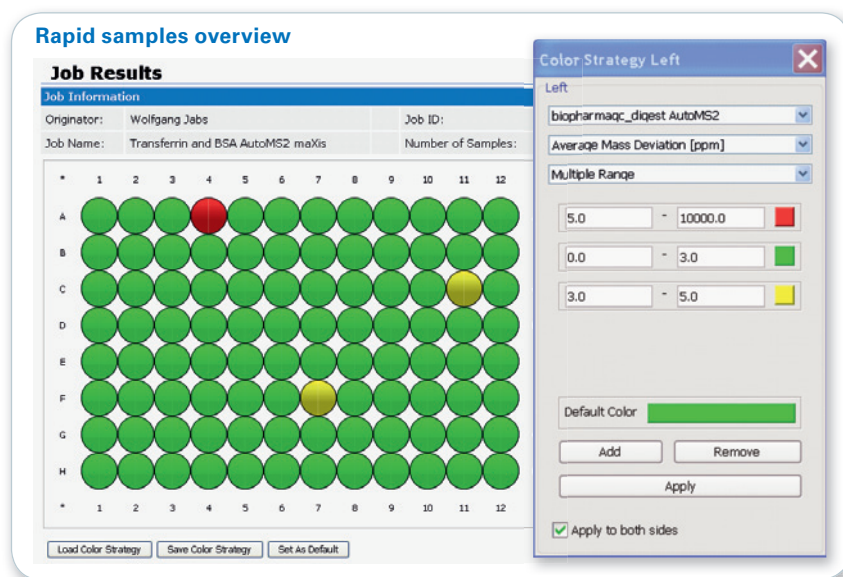 Rapid samples overview
Job Results
Job Information
Originator: Wolfgang Jabs Job ID:
Job Name: Transferrin and BSA AutoMS2 maXis Number of Samples:
* 1 2 3 4 5 6 7 8 9 10 11 12
A
B
C
D
E
F
G
H
* 1 2 3 4 5 6 7 8 9 10 11 12
Load Color Strategy Save Color Strategy Set As Default
Color Strategy Left
Left
biopharmaqc_digest AutoMS2
Average Mass Deviation [ppm]
Multiple Range
5.0 - 10000.0
0.0 - 3.0
3.0 - 5.0
Default Color
Add Remove
Apply
Apply to both sides